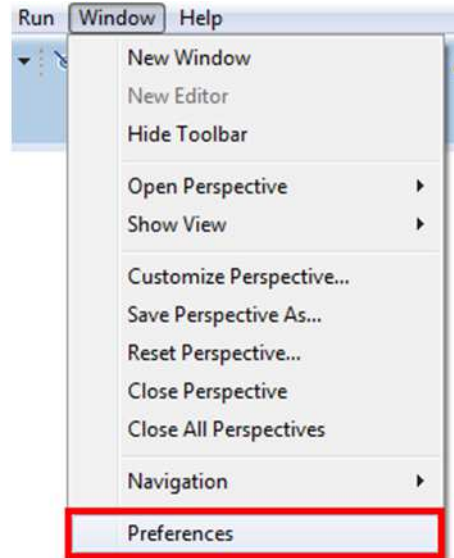 Run Window Help
New Window
New Editor
Hide Toolbar
Open Perspective
Show View
Customize Perspective...
Save Perspective As...
Reset Perspective...
Close Perspective
Close All Perspectives
Navigation
Preferences